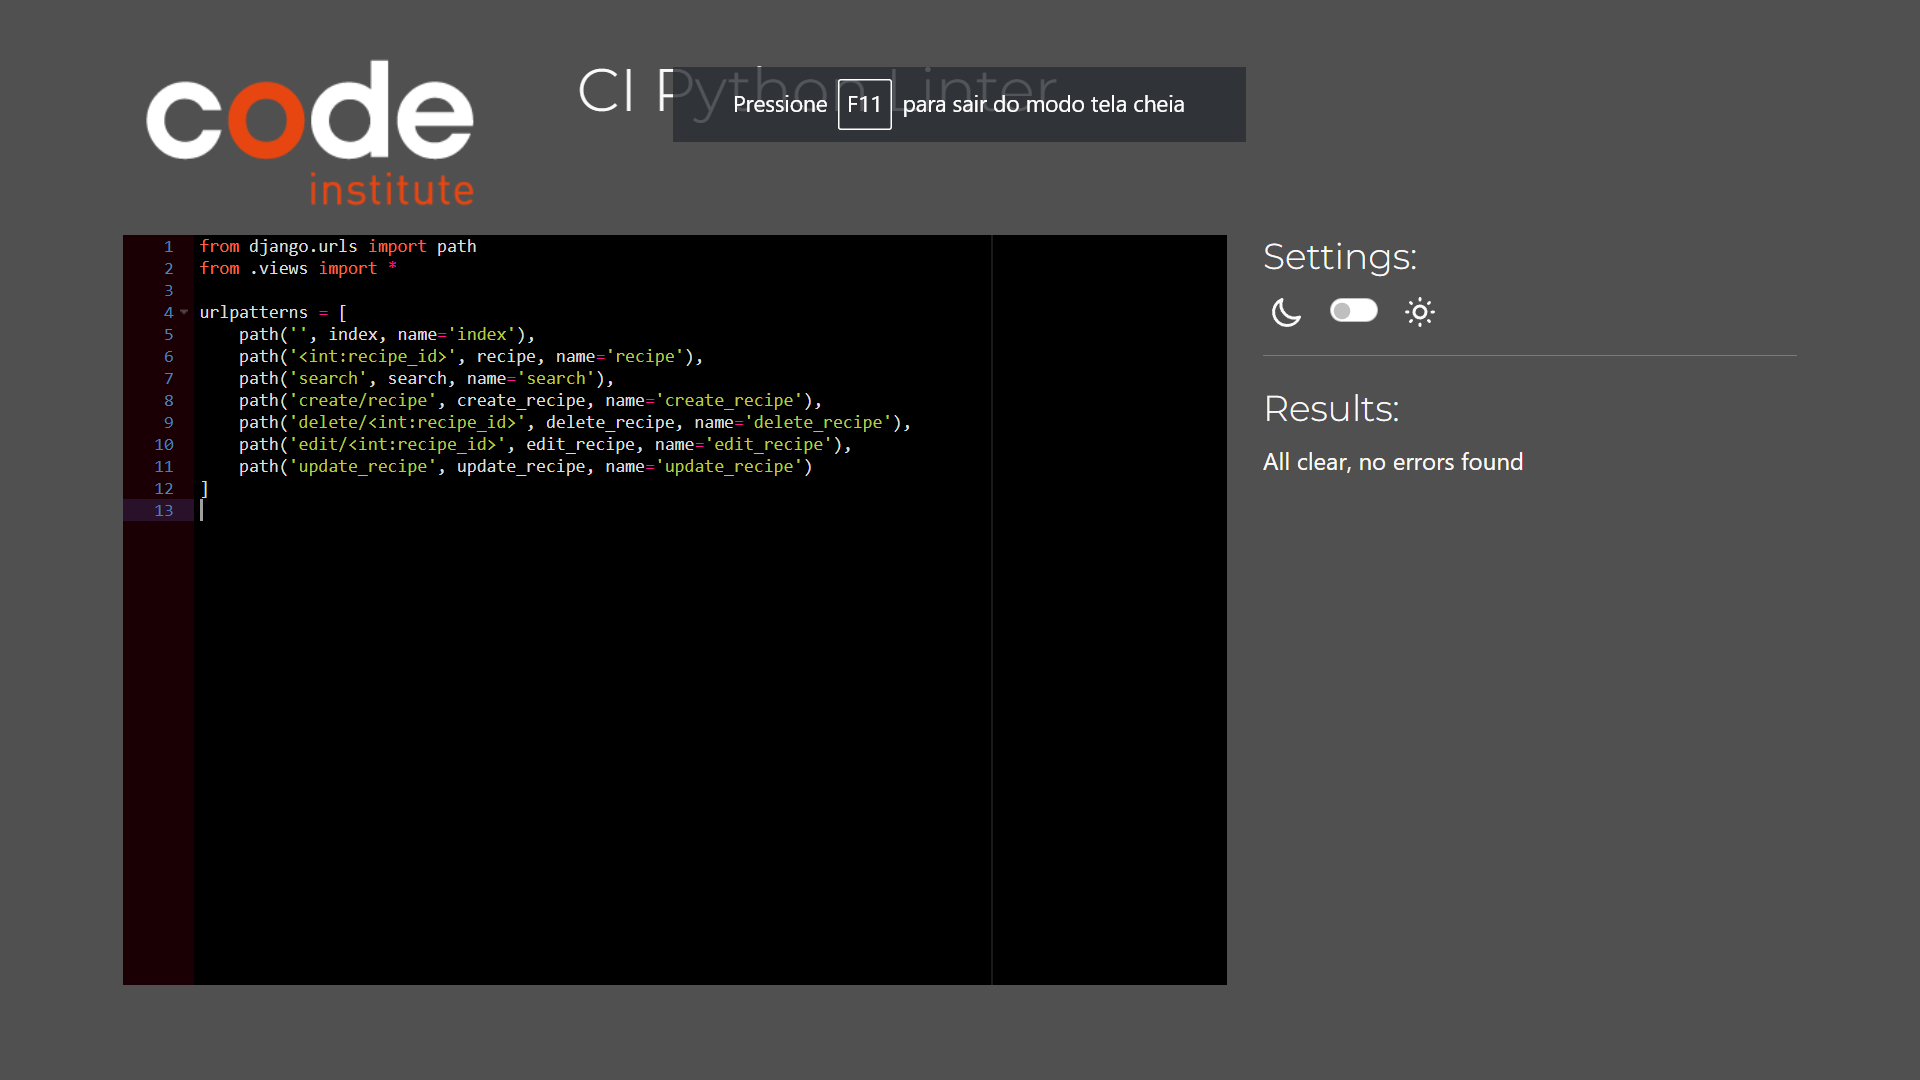 code
institute
CI Python Linter
Pressione F11 para sair do modo tela cheia
1 from django.urls import path
2 from .views import *
3
4 urlpatterns = [
5     path('', index, name='index'),
6     path('<int:recipe_id>', recipe, name='recipe'),
7     path('search', search, name='search'),
8     path('create/recipe', create_recipe, name='create_recipe'),
9     path('delete/<int:recipe_id>', delete_recipe, name='delete_recipe'),
10     path('edit/<int:recipe_id>', edit_recipe, name='edit_recipe'),
11     path('update_recipe', update_recipe, name='update_recipe')
12 ]
13
Settings:
Results:
All clear, no errors found